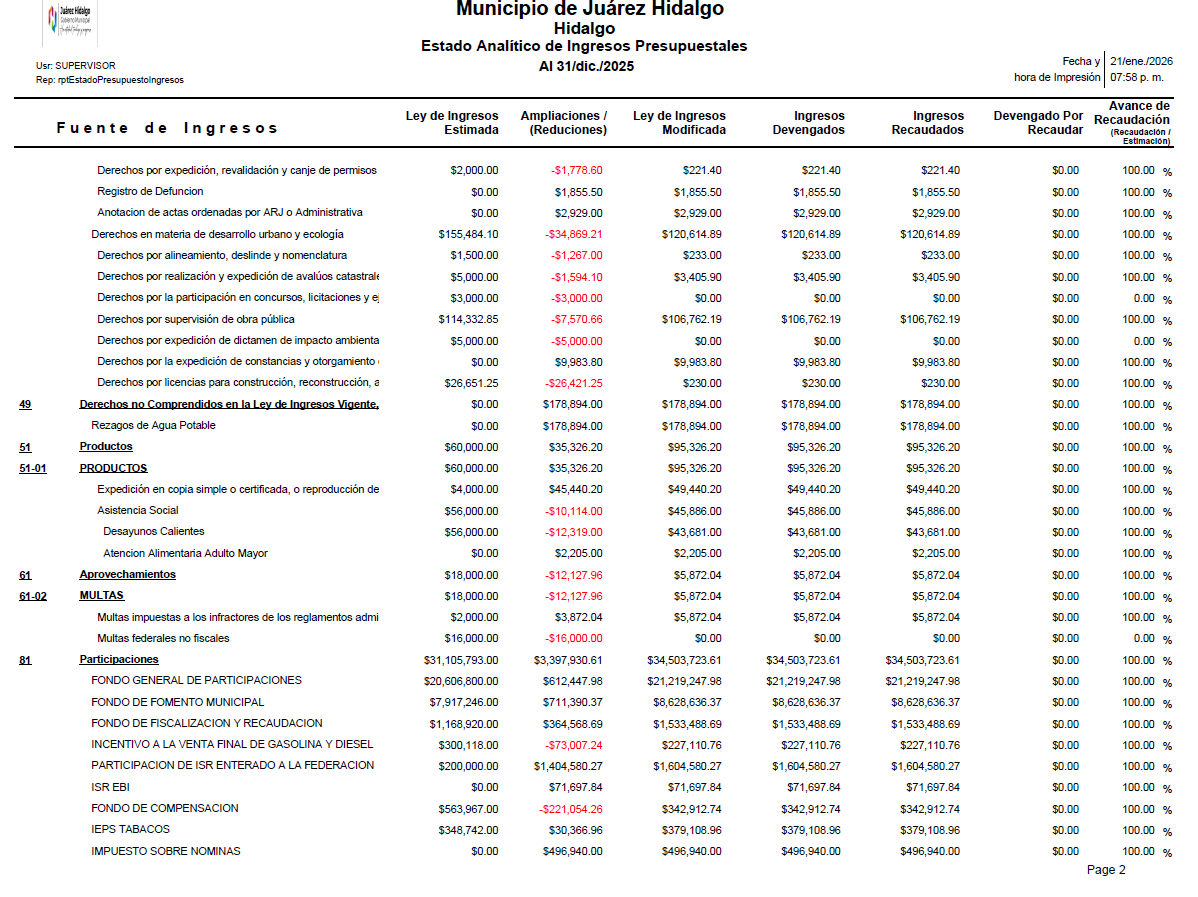 Juárez Hidalgo
Gobierno Municipal
Municipio de Juárez Hidalgo
Hidalgo
Estado Analítico de Ingresos Presupuestales
Al 31/dic./2025
Usr: SUPERVISOR
Rep: rptEstadoPresupuestoIngresos
Fecha y hora de Impresión 21/ene./2026 07:58 p. m.
Fuente de Ingresos Ley de Ingresos Estimada Ampliaciones / (Reduciones) Ley de Ingresos Modificada Ingresos Devengados Ingresos Recaudados Devengado Por Recaudar Avance de Recaudación (Recaudación / Estimación)
Derechos por expedición, revalidación y canje de permisos $2,000.00 -$1,778.60 $221.40 $221.40 $221.40 $0.00 100.00 %
Registro de Defuncion $0.00 $1,855.50 $1,855.50 $1,855.50 $1,855.50 $0.00 100.00 %
Anotacion de actas ordenadas por ARJ o Administrativa $0.00 $2,929.00 $2,929.00 $2,929.00 $2,929.00 $0.00 100.00 %
Derechos en materia de desarrollo urbano y ecología $155,484.10 -$34,869.21 $120,614.89 $120,614.89 $120,614.89 $0.00 100.00 %
Derechos por alineamiento, deslinde y nomenclatura $1,500.00 -$1,267.00 $233.00 $233.00 $233.00 $0.00 100.00 %
Derechos por realización y expedición de avalúos catastrale $5,000.00 -$1,594.10 $3,405.90 $3,405.90 $3,405.90 $0.00 100.00 %
Derechos por la participación en concursos, licitaciones y ej $3,000.00 -$3,000.00 $0.00 $0.00 $0.00 $0.00 0.00 %
Derechos por supervisión de obra pública $114,332.85 -$7,570.66 $106,762.19 $106,762.19 $106,762.19 $0.00 100.00 %
Derechos por expedición de dictamen de impacto ambienta $5,000.00 -$5,000.00 $0.00 $0.00 $0.00 $0.00 0.00 %
Derechos por la expedición de constancias y otorgamiento $0.00 $9,983.80 $9,983.80 $9,983.80 $9,983.80 $0.00 100.00 %
Derechos por licencias para construcción, reconstrucción, a $26,651.25 -$26,421.25 $230.00 $230.00 $230.00 $0.00 100.00 %
49 Derechos no Comprendidos en la Ley de Ingresos Vigente, $0.00 $178,894.00 $178,894.00 $178,894.00 $178,894.00 $0.00 100.00 %
Rezagos de Agua Potable $0.00 $178,894.00 $178,894.00 $178,894.00 $178,894.00 $0.00 100.00 %
51 Productos $60,000.00 $35,326.20 $95,326.20 $95,326.20 $95,326.20 $0.00 100.00 %
51-01 PRODUCTOS $60,000.00 $35,326.20 $95,326.20 $95,326.20 $95,326.20 $0.00 100.00 %
Expedición en copia simple o certificada, o reproducción de $4,000.00 $45,440.20 $49,440.20 $49,440.20 $49,440.20 $0.00 100.00 %
Asistencia Social $56,000.00 -$10,114.00 $45,886.00 $45,886.00 $45,886.00 $0.00 100.00 %
Desayunos Calientes $56,000.00 -$12,319.00 $43,681.00 $43,681.00 $43,681.00 $0.00 100.00 %
Atencion Alimentaria Adulto Mayor $0.00 $2,205.00 $2,205.00 $2,205.00 $2,205.00 $0.00 100.00 %
61 Aprovechamientos $18,000.00 -$12,127.96 $5,872.04 $5,872.04 $5,872.04 $0.00 100.00 %
61-02 MULTAS $18,000.00 -$12,127.96 $5,872.04 $5,872.04 $5,872.04 $0.00 100.00 %
Multas impuestas a los infractores de los reglamentos admi $2,000.00 $3,872.04 $5,872.04 $5,872.04 $5,872.04 $0.00 100.00 %
Multas federales no fiscales $16,000.00 -$16,000.00 $0.00 $0.00 $0.00 $0.00 0.00 %
81 Participaciones $31,105,793.00 $3,397,930.61 $34,503,723.61 $34,503,723.61 $34,503,723.61 $0.00 100.00 %
FONDO GENERAL DE PARTICIPACIONES $20,606,800.00 $612,447.98 $21,219,247.98 $21,219,247.98 $21,219,247.98 $0.00 100.00 %
FONDO DE FOMENTO MUNICIPAL $7,917,246.00 $711,390.37 $8,628,636.37 $8,628,636.37 $8,628,636.37 $0.00 100.00 %
FONDO DE FISCALIZACION Y RECAUDACION $1,168,920.00 $364,568.69 $1,533,488.69 $1,533,488.69 $1,533,488.69 $0.00 100.00 %
INCENTIVO A LA VENTA FINAL DE GASOLINA Y DIESEL $300,118.00 -$73,007.24 $227,110.76 $227,110.76 $227,110.76 $0.00 100.00 %
PARTICIPACION DE ISR ENTERADO A LA FEDERACION $200,000.00 $1,404,580.27 $1,604,580.27 $1,604,580.27 $1,604,580.27 $0.00 100.00 %
ISR EBI $0.00 $71,697.84 $71,697.84 $71,697.84 $71,697.84 $0.00 100.00 %
FONDO DE COMPENSACION $563,967.00 -$221,054.26 $342,912.74 $342,912.74 $342,912.74 $0.00 100.00 %
IEPS TABACOS $348,742.00 $30,366.96 $379,108.96 $379,108.96 $379,108.96 $0.00 100.00 %
IMPUESTO SOBRE NOMINAS $0.00 $496,940.00 $496,940.00 $496,940.00 $496,940.00 $0.00 100.00 %
Page 2